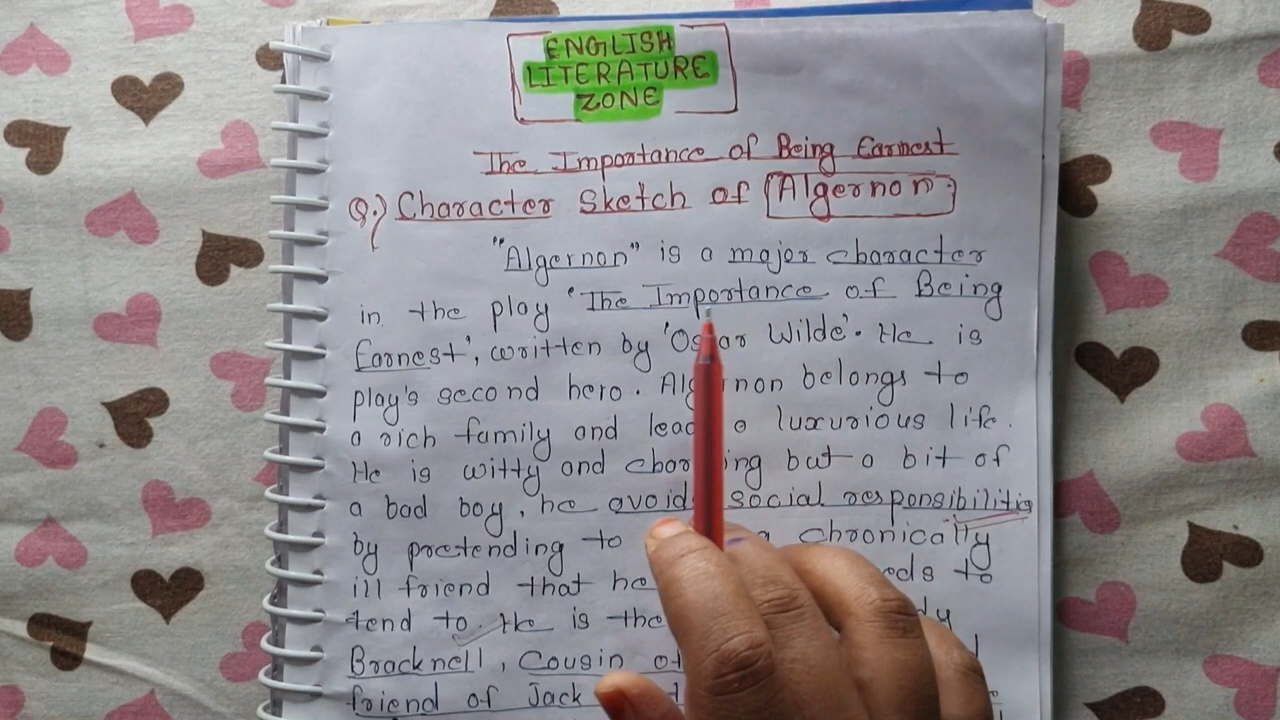 ENGLISH
LITERATURE
ZONE
The Importance of Being Earnest
Q.) Character Sketch of Algernon.
"Algernon" is a major character
in the play 'The Importance of Being
Earnest', written by 'Oscar Wilde'. He is
play's second hero. Algernon belongs to
a rich family and lead a luxurious life.
He is witty and charming but a bit of
a bad boy, he avoids social responsibilitie
by pretending to a chronically
ill friend that he to
tend to. He is the
Bracknell, Cousin of
friend of Jack